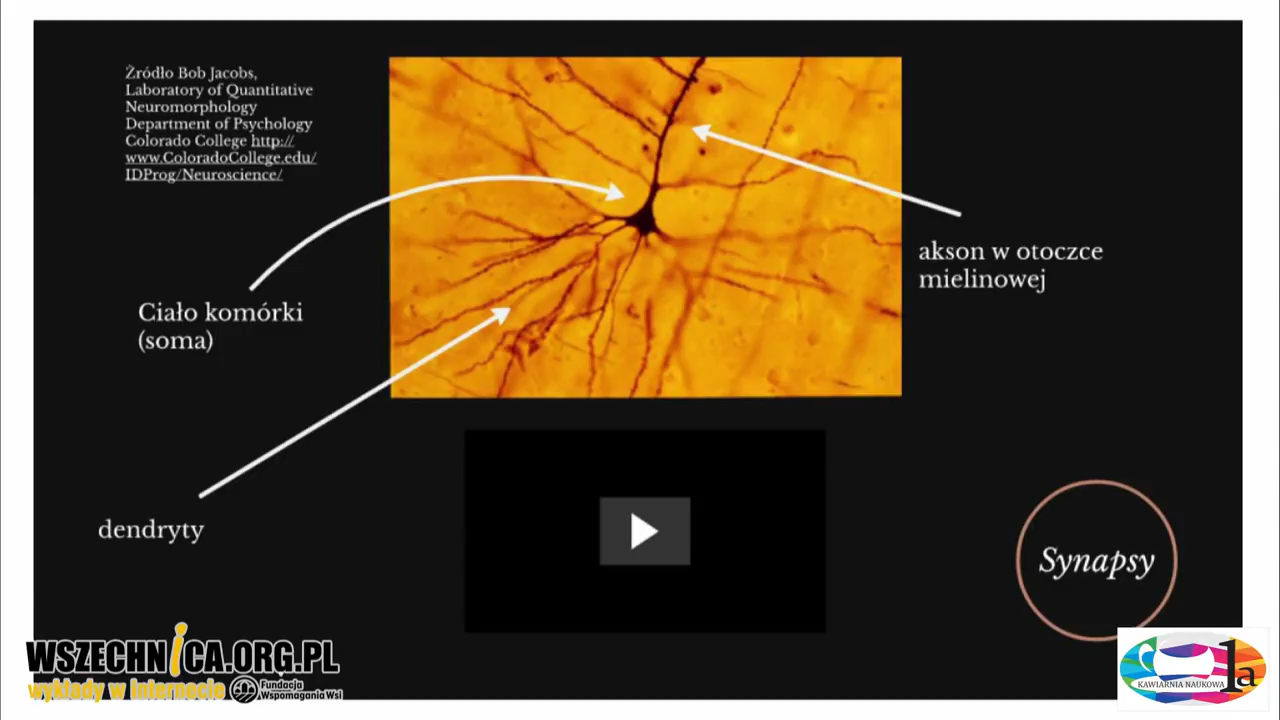 Źródło Bob Jacobs,
Laboratory of Quantitative
Neuromorphology
Department of Psychology
Colorado College http://
www.ColoradoCollege.edu/
IDProg/Neuroscience/
akson w otoczce
mielinowej
Ciało komórki
(soma)
dendryty
Synapsy
WSZECHNiCA.ORG.PL
wykłady w internecie
Fundacja
Wspomagania Wsi
KAWIARNIA NAUKOWA
1a